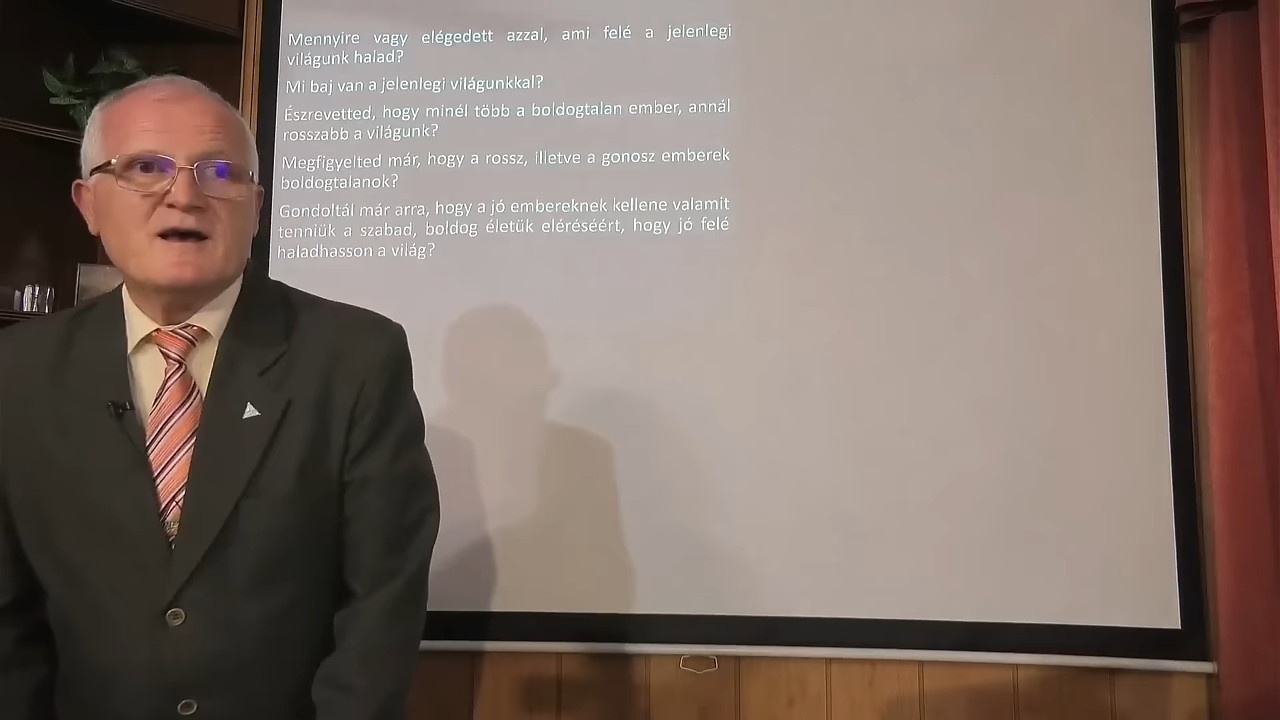 Mennyire vagy elégedett azzal, ami felé a jelenlegi
világunk halad?
Mi baj van a jelenlegi világunkkal?
Észrevetted, hogy minél több a boldogtalan ember, annál
rosszabb a világunk?
Megfigyelted már, hogy a rossz, illetve a gonosz emberek
boldogtalanok?
Gondoltál már arra, hogy a jó embereknek kellene valamit
tenniük a szabad, boldog életük eléréséért, hogy jó felé
haladhasson a világ?